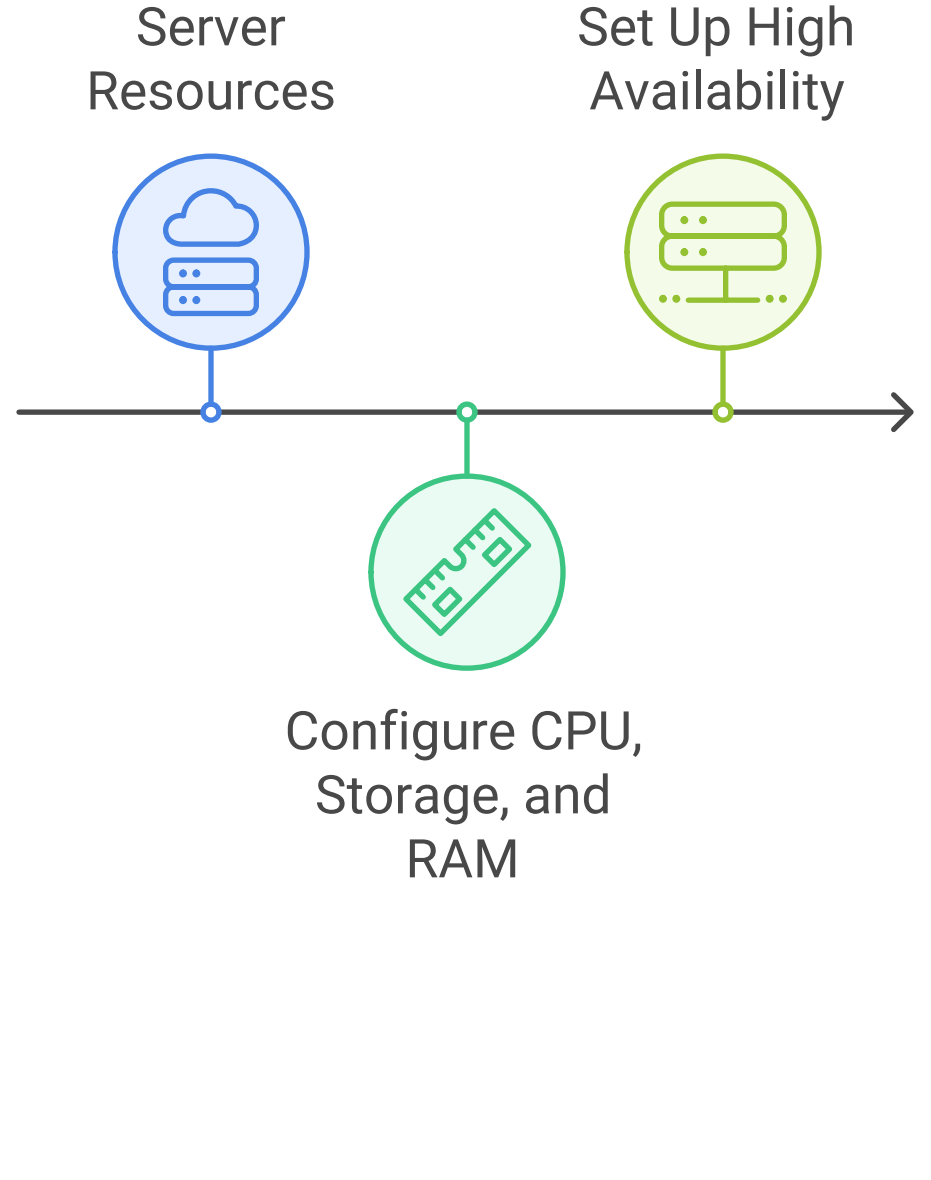 Server
Resources
Set Up High
Availability
Configure CPU,
Storage, and
RAM